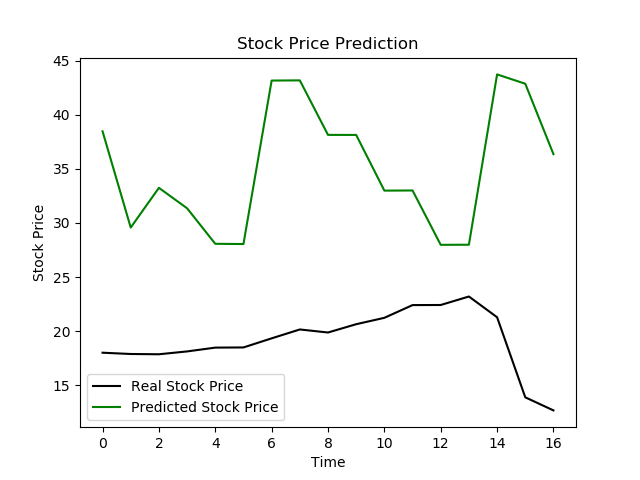 Stock Price Prediction
45
40
35
30
25
20
15
Stock Price
Real Stock Price
Predicted Stock Price
0 2 4 6 8 10 12 14 16
Time